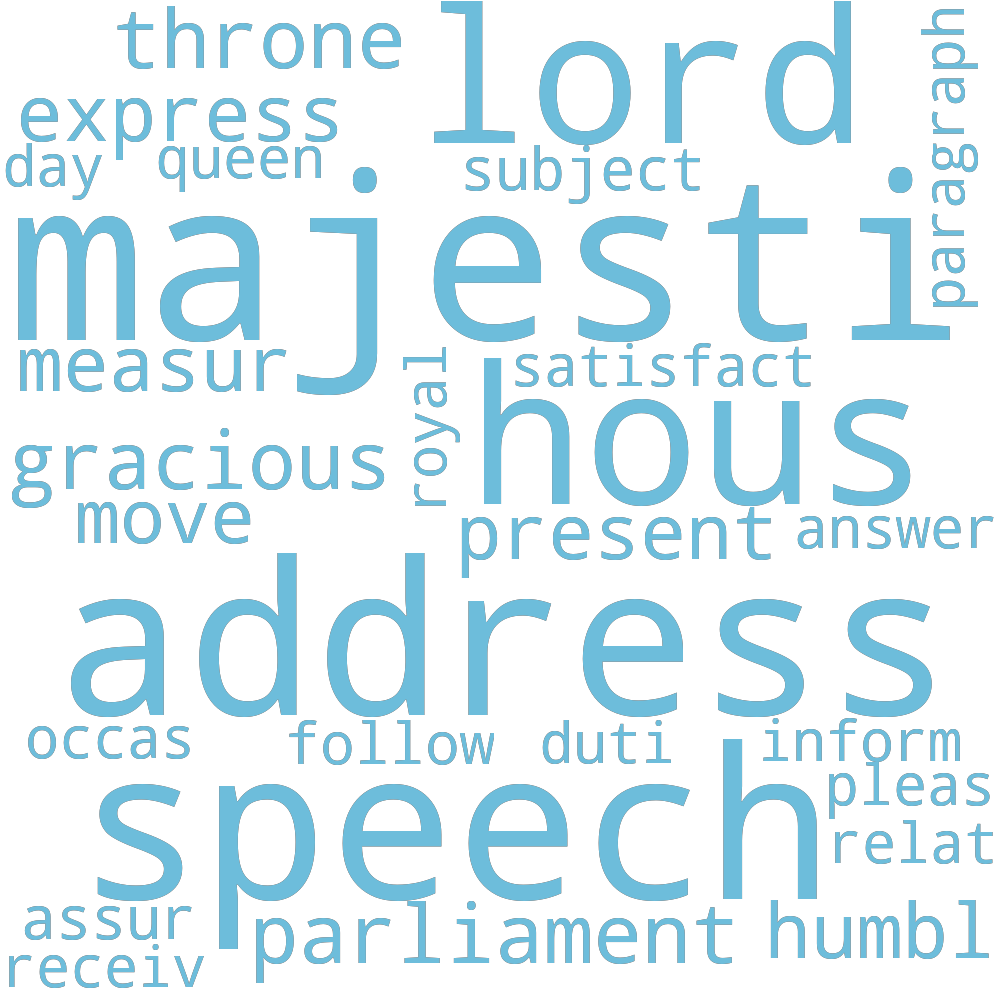 throne
lord
paragraph
express
day
queen
subject
majesti
measur
royal
satisfact
hous
gracious
move
present
answer
address
occas
follow
duti
inform
speech
pleas
relat
assur
parliament
humbl
receiv